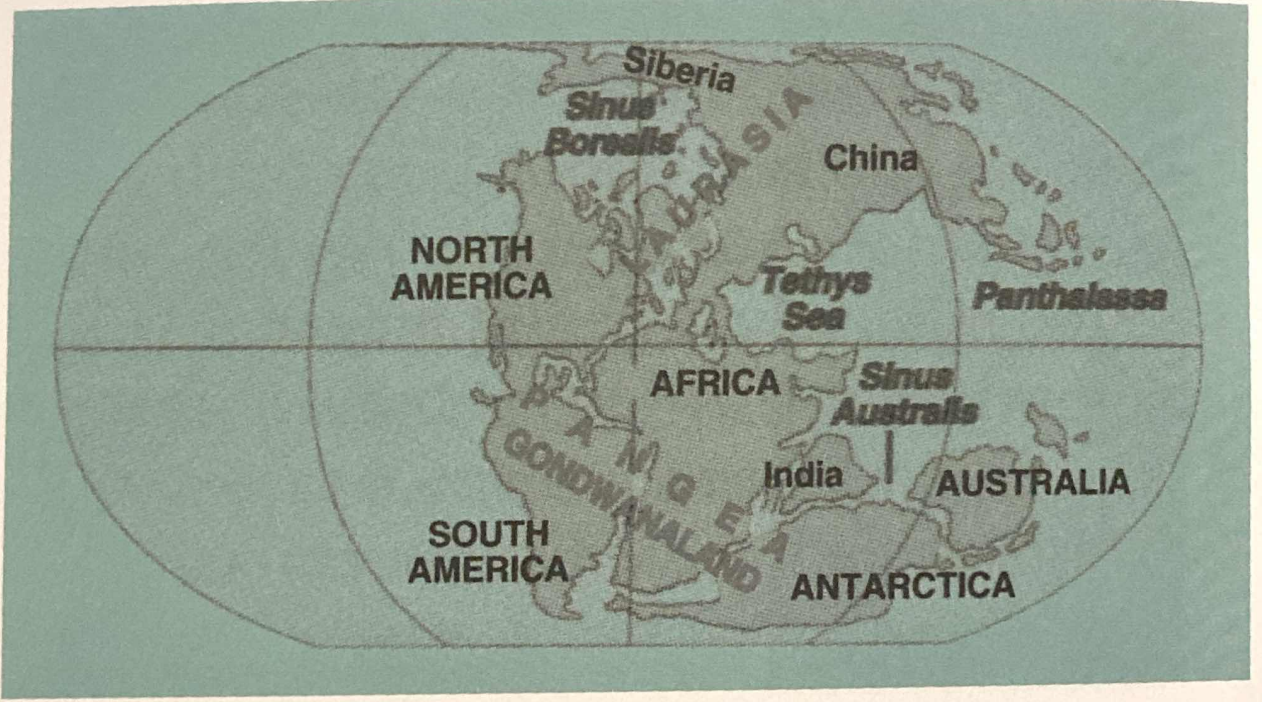 Siberia
Sinus
Borealis
LAURASIA
China
NORTH
AMERICA
Tethys
Sea
Panthalassa
AFRICA
Sinus
Australis
PANGEA
GONDWANALAND
India
AUSTRALIA
SOUTH
AMERICA
ANTARCTICA